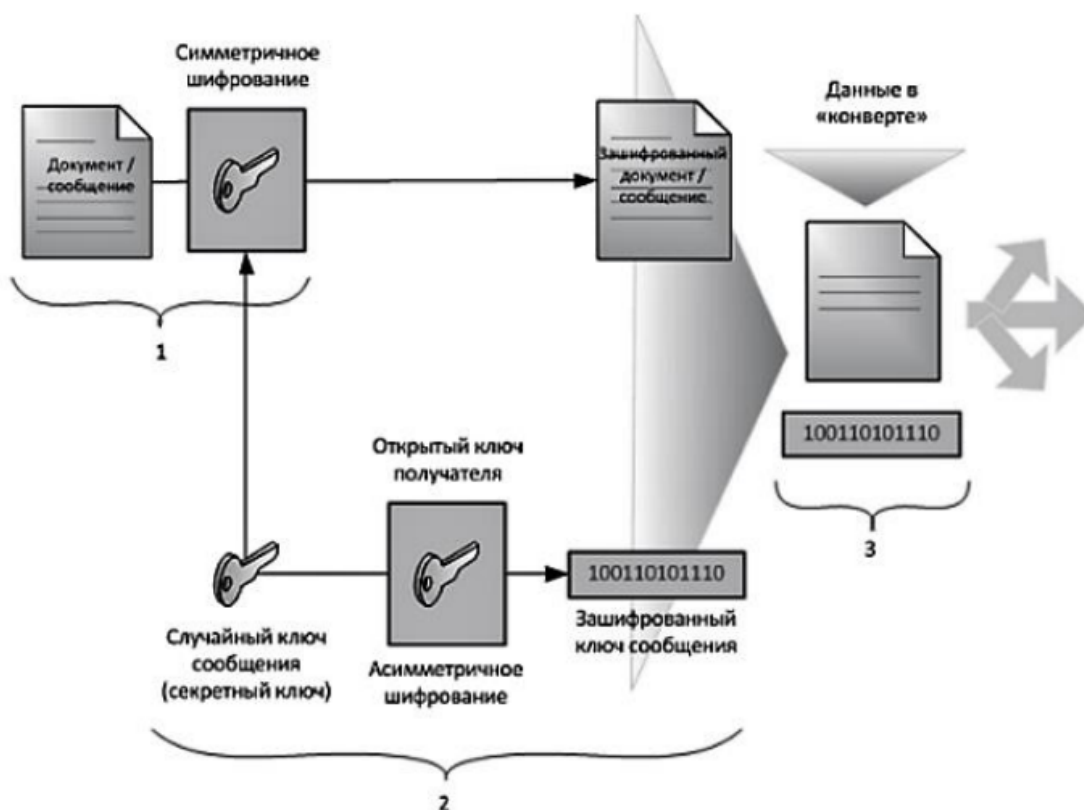 Симметричное
шифрование
Данные в
«конверте»
Документ /
сообщение
Зашифрованный
документ /
сообщение
1
Открытый ключ
получателя
100110101110
3
100110101110
Зашифрованный
ключ сообщения
Случайный ключ
сообщения
(секретный ключ)
Асимметричное
шифрование
2